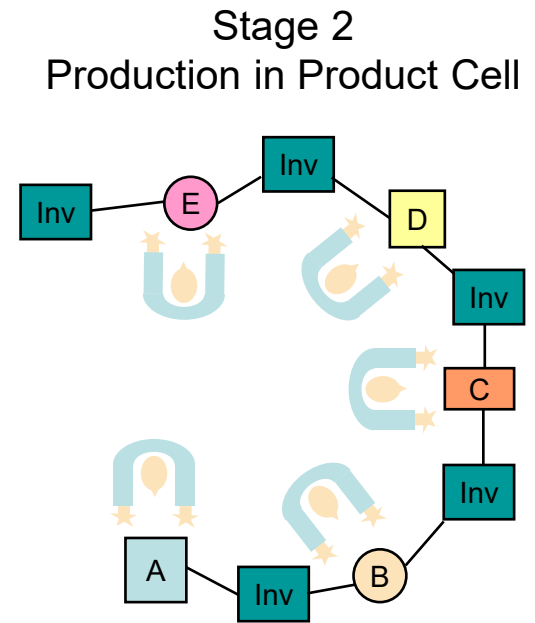 Stage 2
Production in Product Cell
Inv
E
Inv
D
Inv
C
Inv
A
Inv
B